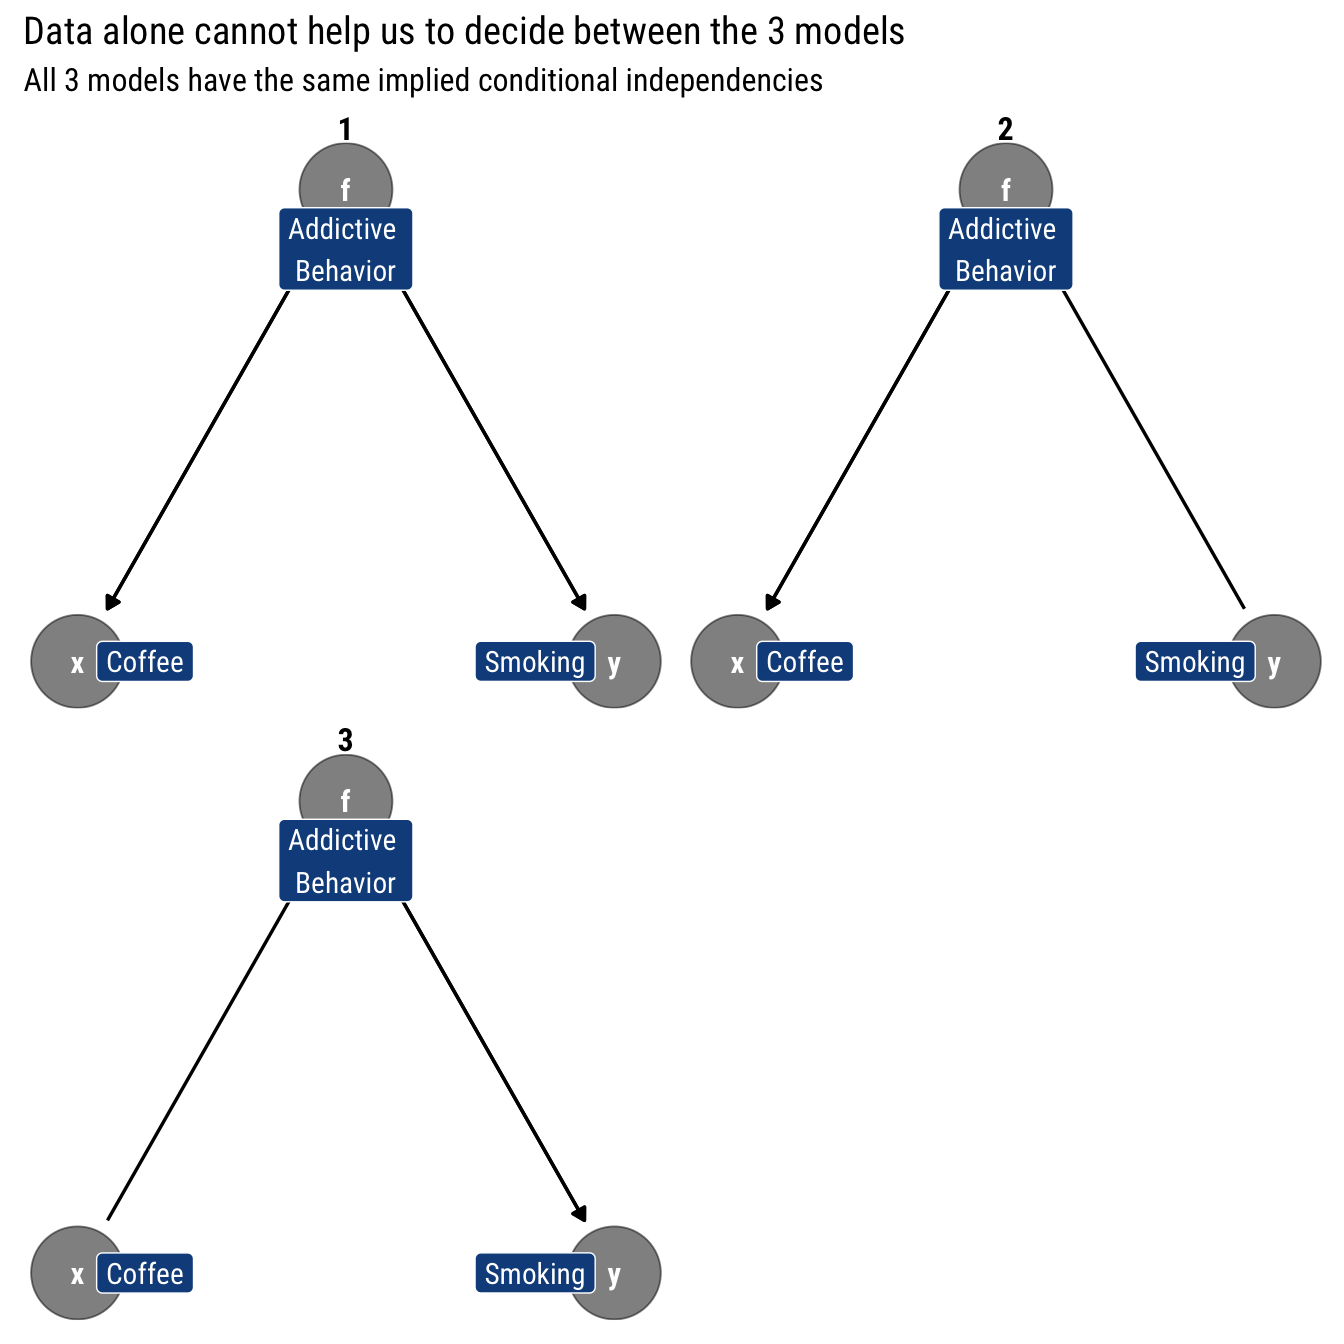 Data alone cannot help us to decide between the 3 models
All 3 models have the same implied conditional independencies
1
f
Addictive
Behavior
x
Coffee
Smoking
y
2
f
Addictive
Behavior
x
Coffee
Smoking
y
3
f
Addictive
Behavior
x
Coffee
Smoking
y